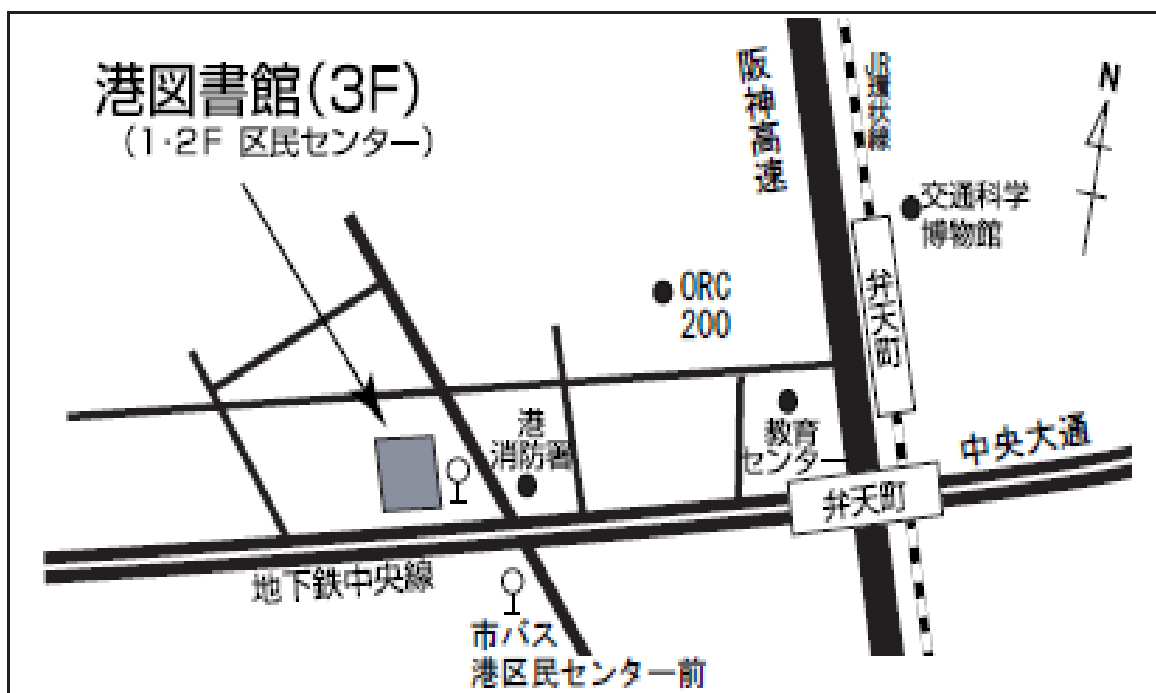 港図書館(3F)
(1・2F 区民センター)
阪神高速
JR環状線
N
交通科学
博物館
弁天町
ORC
200
港
消防署
教育
センター
中央大通
弁天町
地下鉄中央線
市バス
港区民センター前